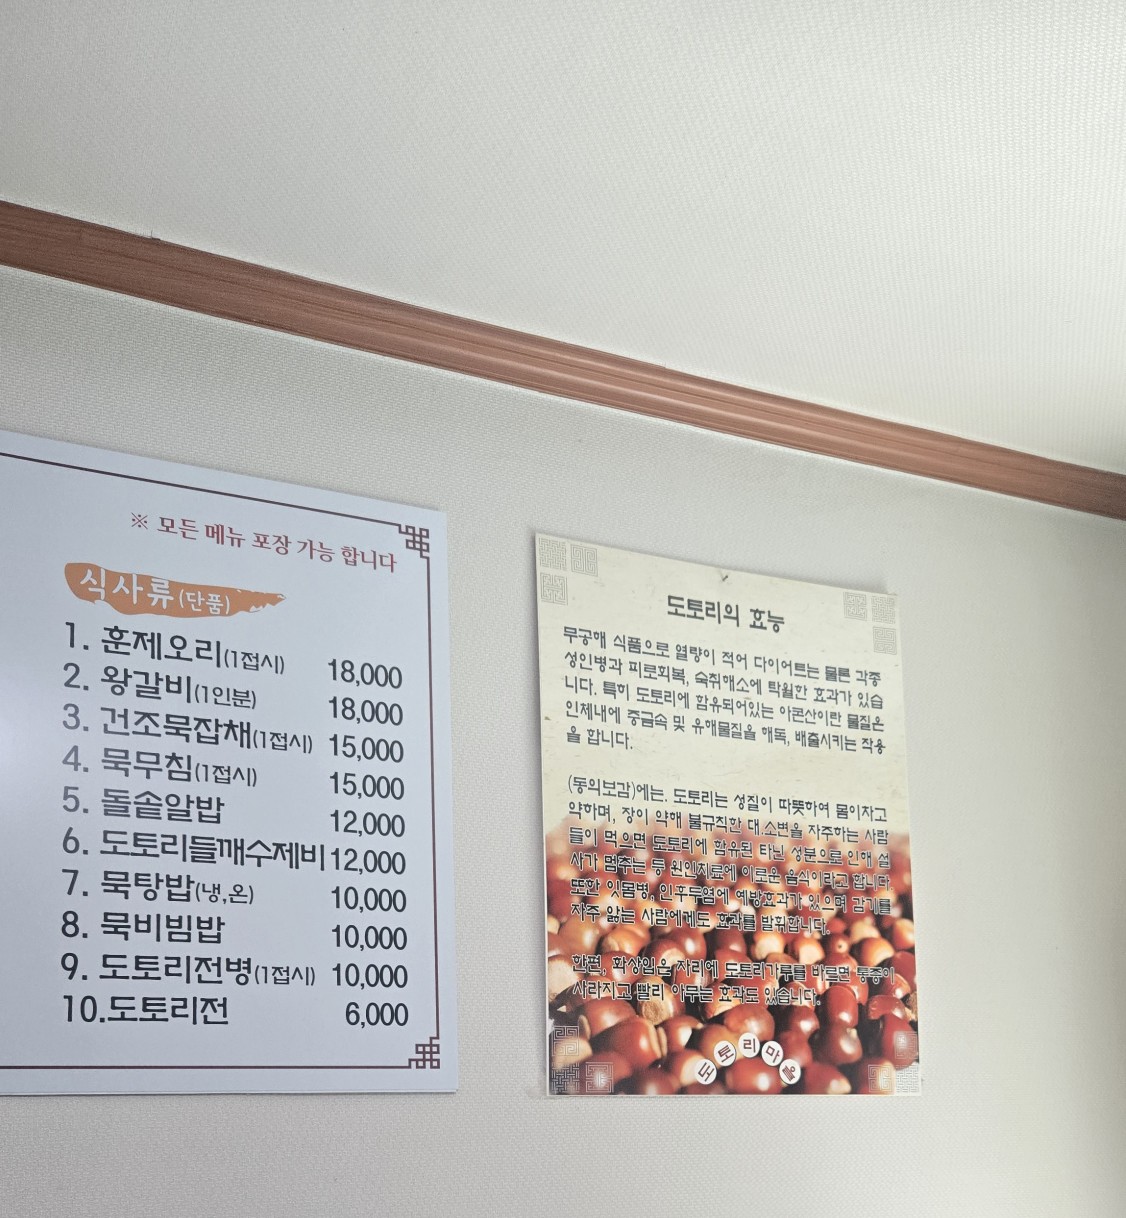 ※ 모든 메뉴 포장 가능 합니다
식사류(단품)
1. 훈제오리(1접시) 18,000
2. 왕갈비(1인분) 18,000
3. 건조묵잡채(1접시) 15,000
4. 묵무침(1접시) 15,000
5. 돌솥알밥 12,000
6. 도토리들깨수제비 12,000
7. 묵탕밥(냉,온) 10,000
8. 묵비빔밥 10,000
9. 도토리전병(1접시) 10,000
10.도토리전 6,000
도토리의 효능
무공해 식품으로 열량이 적어 다이어트는 물론 각종
성인병과 피로회복, 숙취해소에 탁월한 효과가 있습
니다. 특히 도토리에 함유되어있는 아콘산이란 물질은
인체내에 중금속 및 유해물질을 해독, 배출시키는 작용
을 합니다.
(동의보감)에는. 도토리는 성질이 따뜻하여 몸이차고
약하며, 장이 약해 불규칙한 대.소변을 자주하는 사람
들이 먹으면 도토리에 함유된 타닌 성분으로 인해 설
사가 멈추는 등 원인치료에 이로운 음식이라고 합니다
또한 잇몸병, 인후두염에 예방효과가 있으며 감기를
자주 앓는 사람에게도 효과를 발휘합니다.
한편, 화상입은 자리에 도토리가루를 바르면 통증이
사라지고 빨리 아무는 효과도 있습니다.
도토리마을